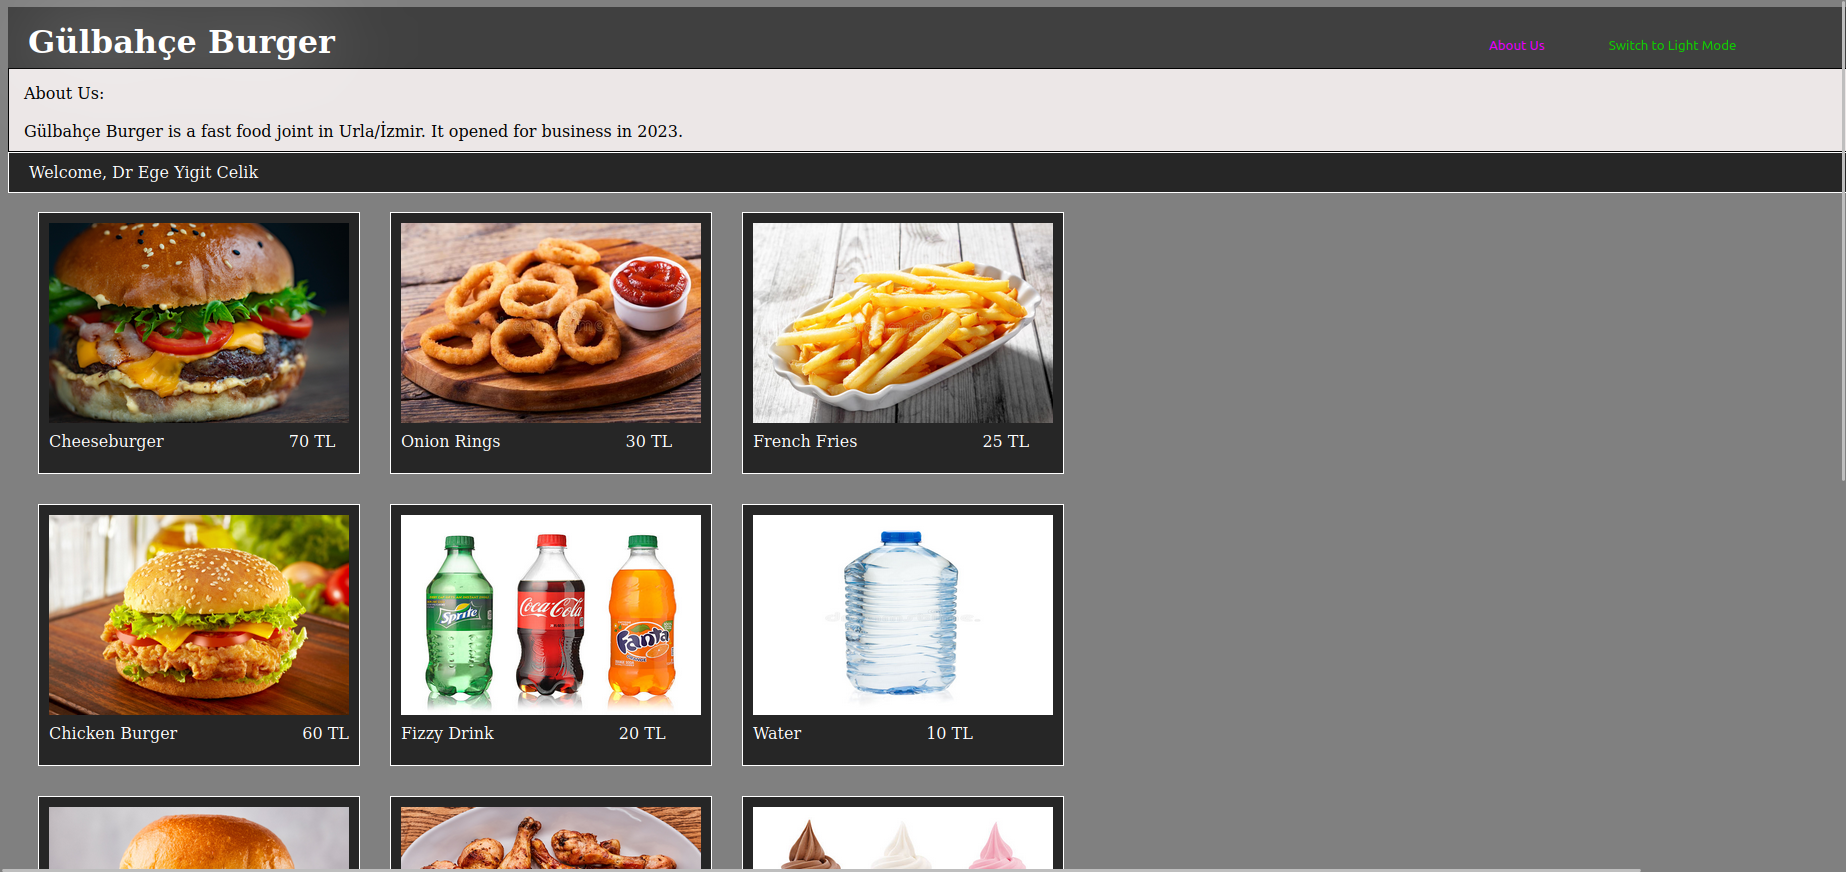 Gülbahçe Burger
About Us
Switch to Light Mode
About Us:
Gülbahçe Burger is a fast food joint in Urla/İzmir. It opened for business in 2023.
Welcome, Dr Ege Yigit Celik
Cheeseburger 70 TL
Onion Rings 30 TL
French Fries 25 TL
Sprite
Coca-Cola
Fanta
Chicken Burger 60 TL
Fizzy Drink 20 TL
Water 10 TL